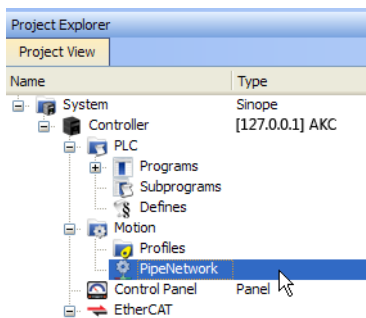 Project Explorer
Project View
Name Type
System Sinope
Controller [127.0.0.1] AKC
PLC
Programs
Subprograms
Defines
Motion
Profiles
PipeNetwork
Control Panel Panel
EtherCAT